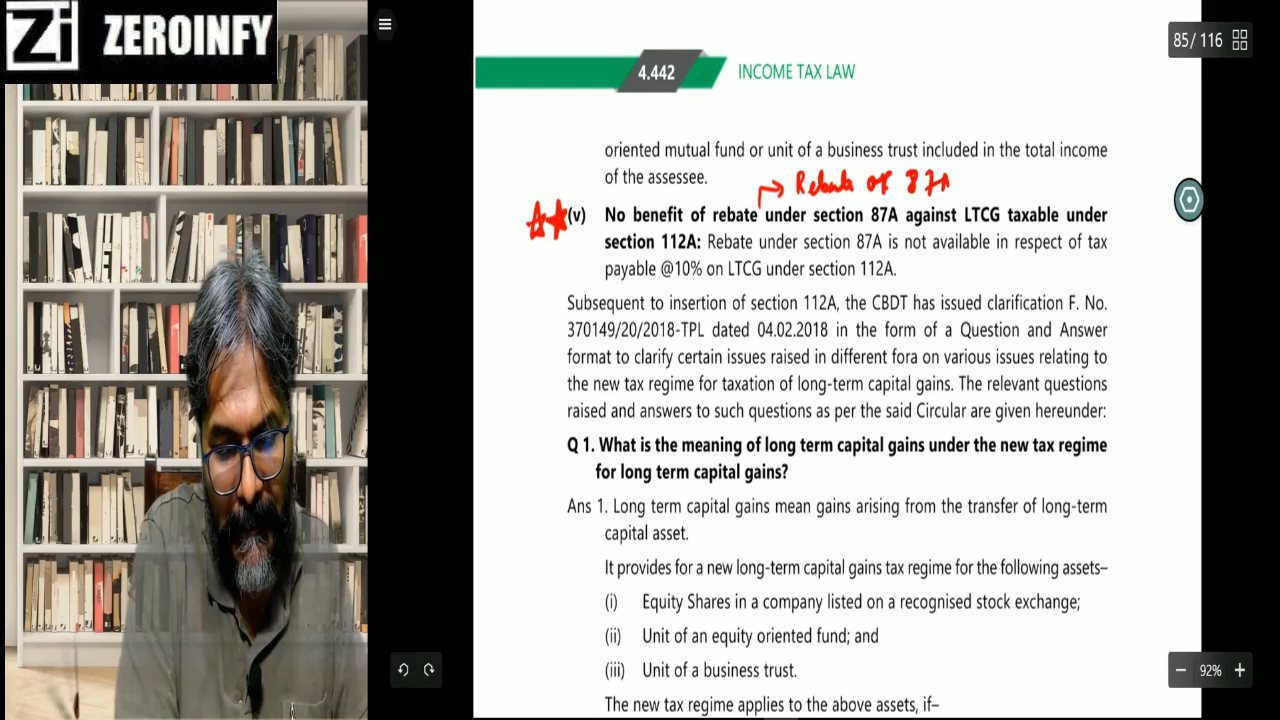 Zi ZEROINFY
85/ 116
4.442 INCOME TAX LAW
oriented mutual fund or unit of a business trust included in the total income
of the assessee.
→ Rebate of 87A
(v) No benefit of rebate under section 87A against LTCG taxable under
section 112A: Rebate under section 87A is not available in respect of tax
payable @10% on LTCG under section 112A.
Subsequent to insertion of section 112A, the CBDT has issued clarification F. No.
370149/20/2018-TPL dated 04.02.2018 in the form of a Question and Answer
format to clarify certain issues raised in different fora on various issues relating to
the new tax regime for taxation of long-term capital gains. The relevant questions
raised and answers to such questions as per the said Circular are given hereunder:
Q 1. What is the meaning of long term capital gains under the new tax regime
for long term capital gains?
Ans 1. Long term capital gains mean gains arising from the transfer of long-term
capital asset.
It provides for a new long-term capital gains tax regime for the following assets–
(i) Equity Shares in a company listed on a recognised stock exchange;
(ii) Unit of an equity oriented fund; and
(iii) Unit of a business trust.
The new tax regime applies to the above assets, if–
92%